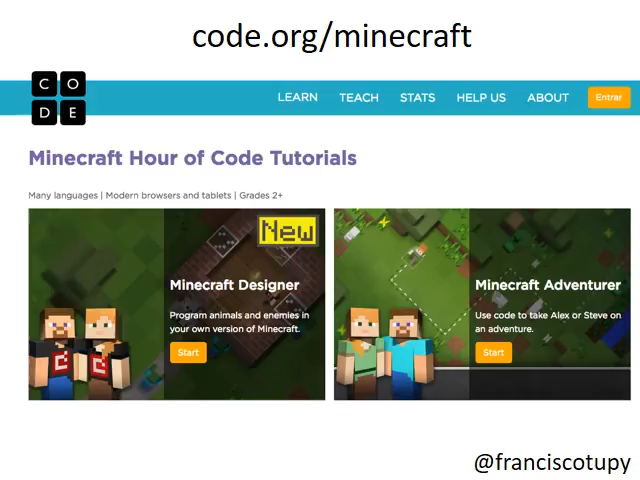 code.org/minecraft
C O
D E
LEARN TEACH STATS HELP US ABOUT Entrar
Minecraft Hour of Code Tutorials
Many languages | Modern browsers and tablets | Grades 2+
New
Minecraft Designer
Program animals and enemies in
your own version of Minecraft.
Start
Minecraft Adventurer
Use code to take Alex or Steve on
an adventure.
Start
@franciscotupy